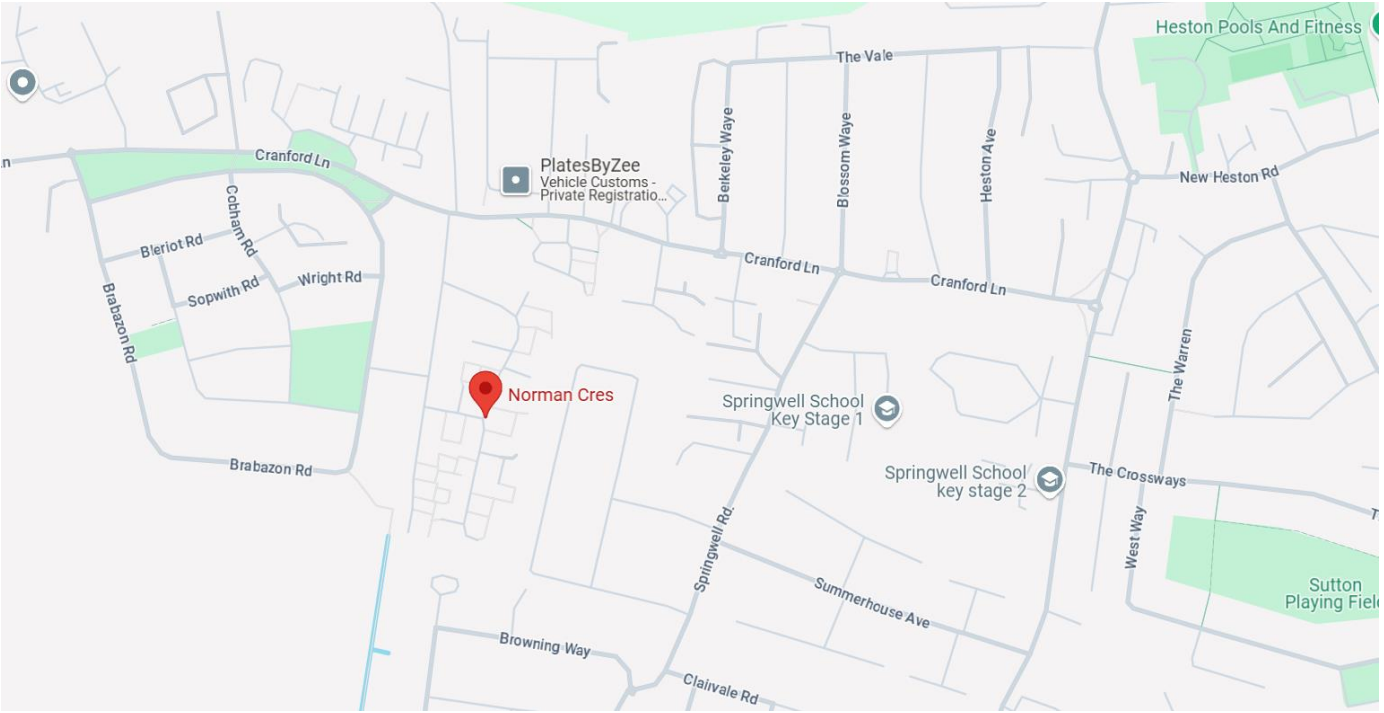 Heston Pools And Fitness
The Vale
Cranford Ln
PlatesByZee
Vehicle Customs -
Private Registratio...
Berkeley Waye
Blossom Waye
Heston Ave
New Heston Rd
Cobham Rd
Bleriot Rd
Sopwith Rd
Wright Rd
Cranford Ln
Cranford Ln
Brabazon Rd
The Warren
Norman Cres
Springwell School
Key Stage 1
Brabazon Rd
Springwell School
key stage 2
The Crossways
West Way
Springwell Rd.
Summerhouse Ave
Sutton
Playing Fiel
Browning Way
Clairvale Rd